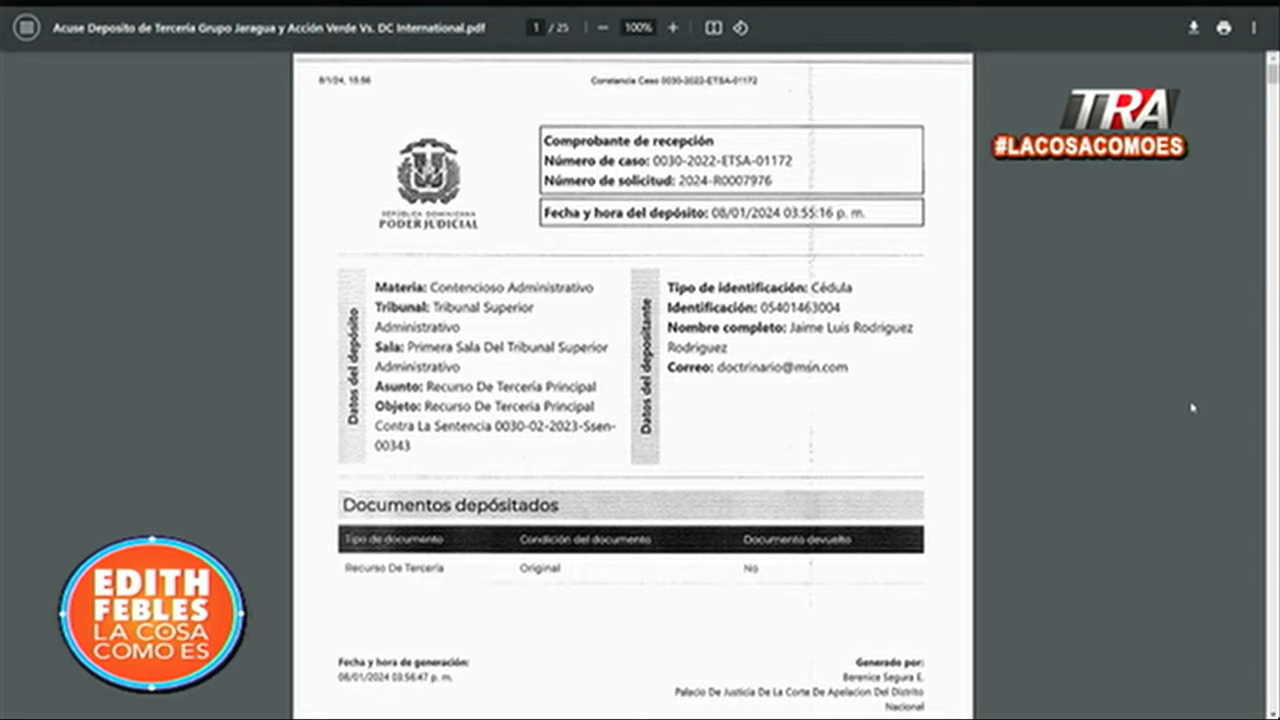 Acuse Deposito de Tercería Grupo Jaragua y Acción Verde Vs. DC International.pdf
1 / 25
100%
8/1/24, 15:56
Constancia Caso 0030-2022-ETSA-01172
TRA
#LACOSACOMOES
Comprobante de recepción
Número de caso: 0030-2022-ETSA-01172
Número de solicitud: 2024-R0007976
Fecha y hora del depósito: 08/01/2024 03:55:16 p. m.
REPÚBLICA DOMINICANA
PODER JUDICIAL
Datos del depósito
Materia: Contencioso Administrativo
Tribunal: Tribunal Superior
Administrativo
Sala: Primera Sala Del Tribunal Superior
Administrativo
Asunto: Recurso De Tercería Principal
Objeto: Recurso De Tercería Principal
Contra La Sentencia 0030-02-2023-Ssen-
00343
Datos del depositante
Tipo de identificación: Cédula
Identificación: 05401463004
Nombre completo: Jaime Luis Rodríguez
Rodriguez
Correo: doctrinario@msn.com
Documentos depósitados
Tipo de documento Condición del documento Documento devuelto
Recurso De Tercería Original No
Fecha y hora de generación:
08/01/2024 03:56:47 p. m.
Generado por:
Berenice Segura E.
Palacio De Justicia De La Corte De Apelacion Del Distrito
Nacional
EDITH
FEBLES
LA COSA
COMO ES